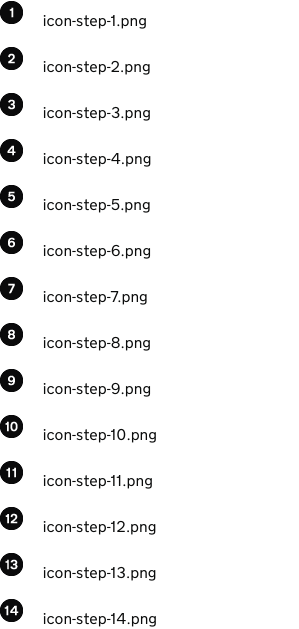 1 icon-step-1.png
2 icon-step-2.png
3 icon-step-3.png
4 icon-step-4.png
5 icon-step-5.png
6 icon-step-6.png
7 icon-step-7.png
8 icon-step-8.png
9 icon-step-9.png
10 icon-step-10.png
11 icon-step-11.png
12 icon-step-12.png
13 icon-step-13.png
14 icon-step-14.png